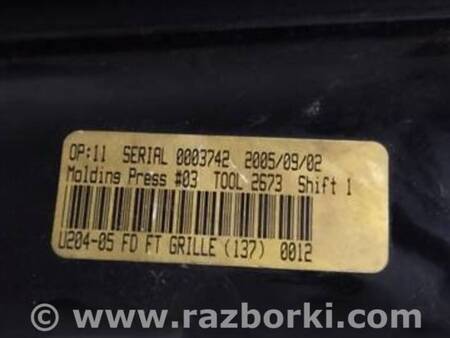 OP:11 SERIAL 0003742 2005/09/02
Molding Press #03 TOOL 2673 Shift 1
U204-05 FD FT GRILLE (137) 0012
© www.razborki.com